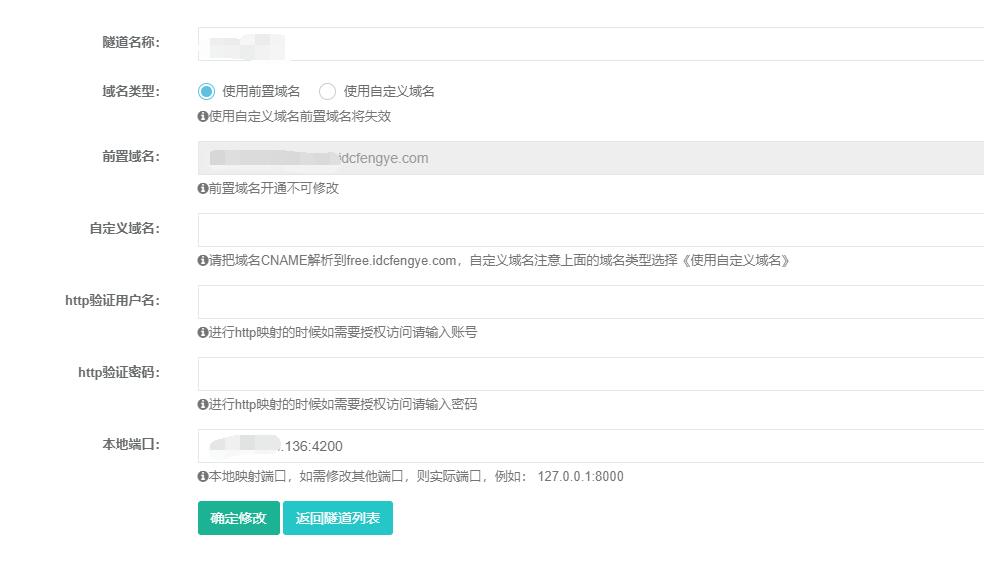 隧道名称：
域名类型： 使用前置域名 使用自定义域名
使用自定义域名前置域名将失效
前置域名： idcfengye.com
前置域名开通不可修改
自定义域名：
请把域名CNAME解析到free.idcfengye.com，自定义域名注意上面的域名类型选择《使用自定义域名》
http验证用户名：
进行http映射的时候如需要授权访问请输入账号
http验证密码：
进行http映射的时候如需要授权访问请输入密码
本地端口： .136:4200
本地映射端口，如需修改其他端口，则实际端口，例如： 127.0.0.1:8000
确定修改 返回隧道列表